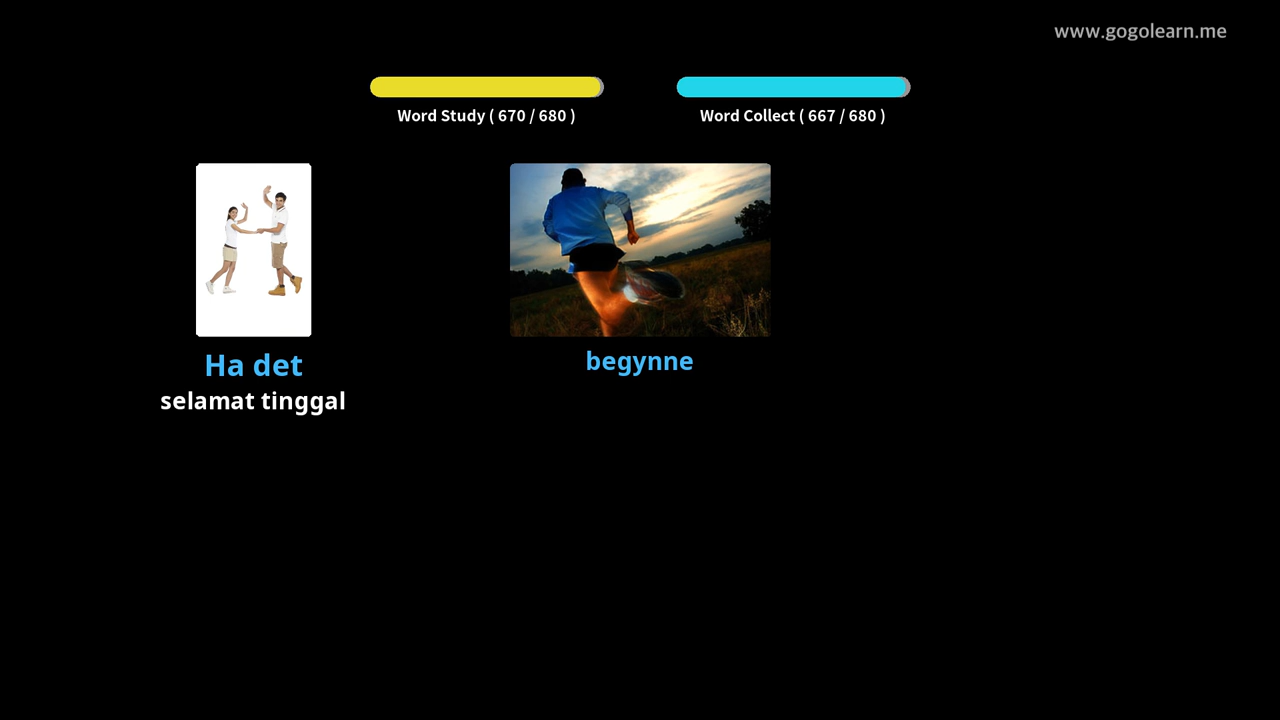 www.gogolearn.me
Word Study ( 670 / 680 )
Word Collect ( 667 / 680 )
Ha det
selamat tinggal
begynne